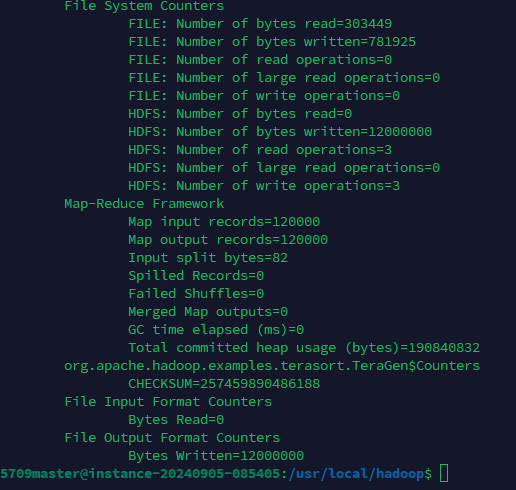 File System Counters
FILE: Number of bytes read=303449
FILE: Number of bytes written=781925
FILE: Number of read operations=0
FILE: Number of large read operations=0
FILE: Number of write operations=0
HDFS: Number of bytes read=0
HDFS: Number of bytes written=12000000
HDFS: Number of read operations=3
HDFS: Number of large read operations=0
HDFS: Number of write operations=3
Map-Reduce Framework
Map input records=120000
Map output records=120000
Input split bytes=82
Spilled Records=0
Failed Shuffles=0
Merged Map outputs=0
GC time elapsed (ms)=0
Total committed heap usage (bytes)=190840832
org.apache.hadoop.examples.terasort.TeraGen$Counters
CHECKSUM=257459890486188
File Input Format Counters
Bytes Read=0
File Output Format Counters
Bytes Written=12000000
5709master@instance-20240905-085405:/usr/local/hadoop$